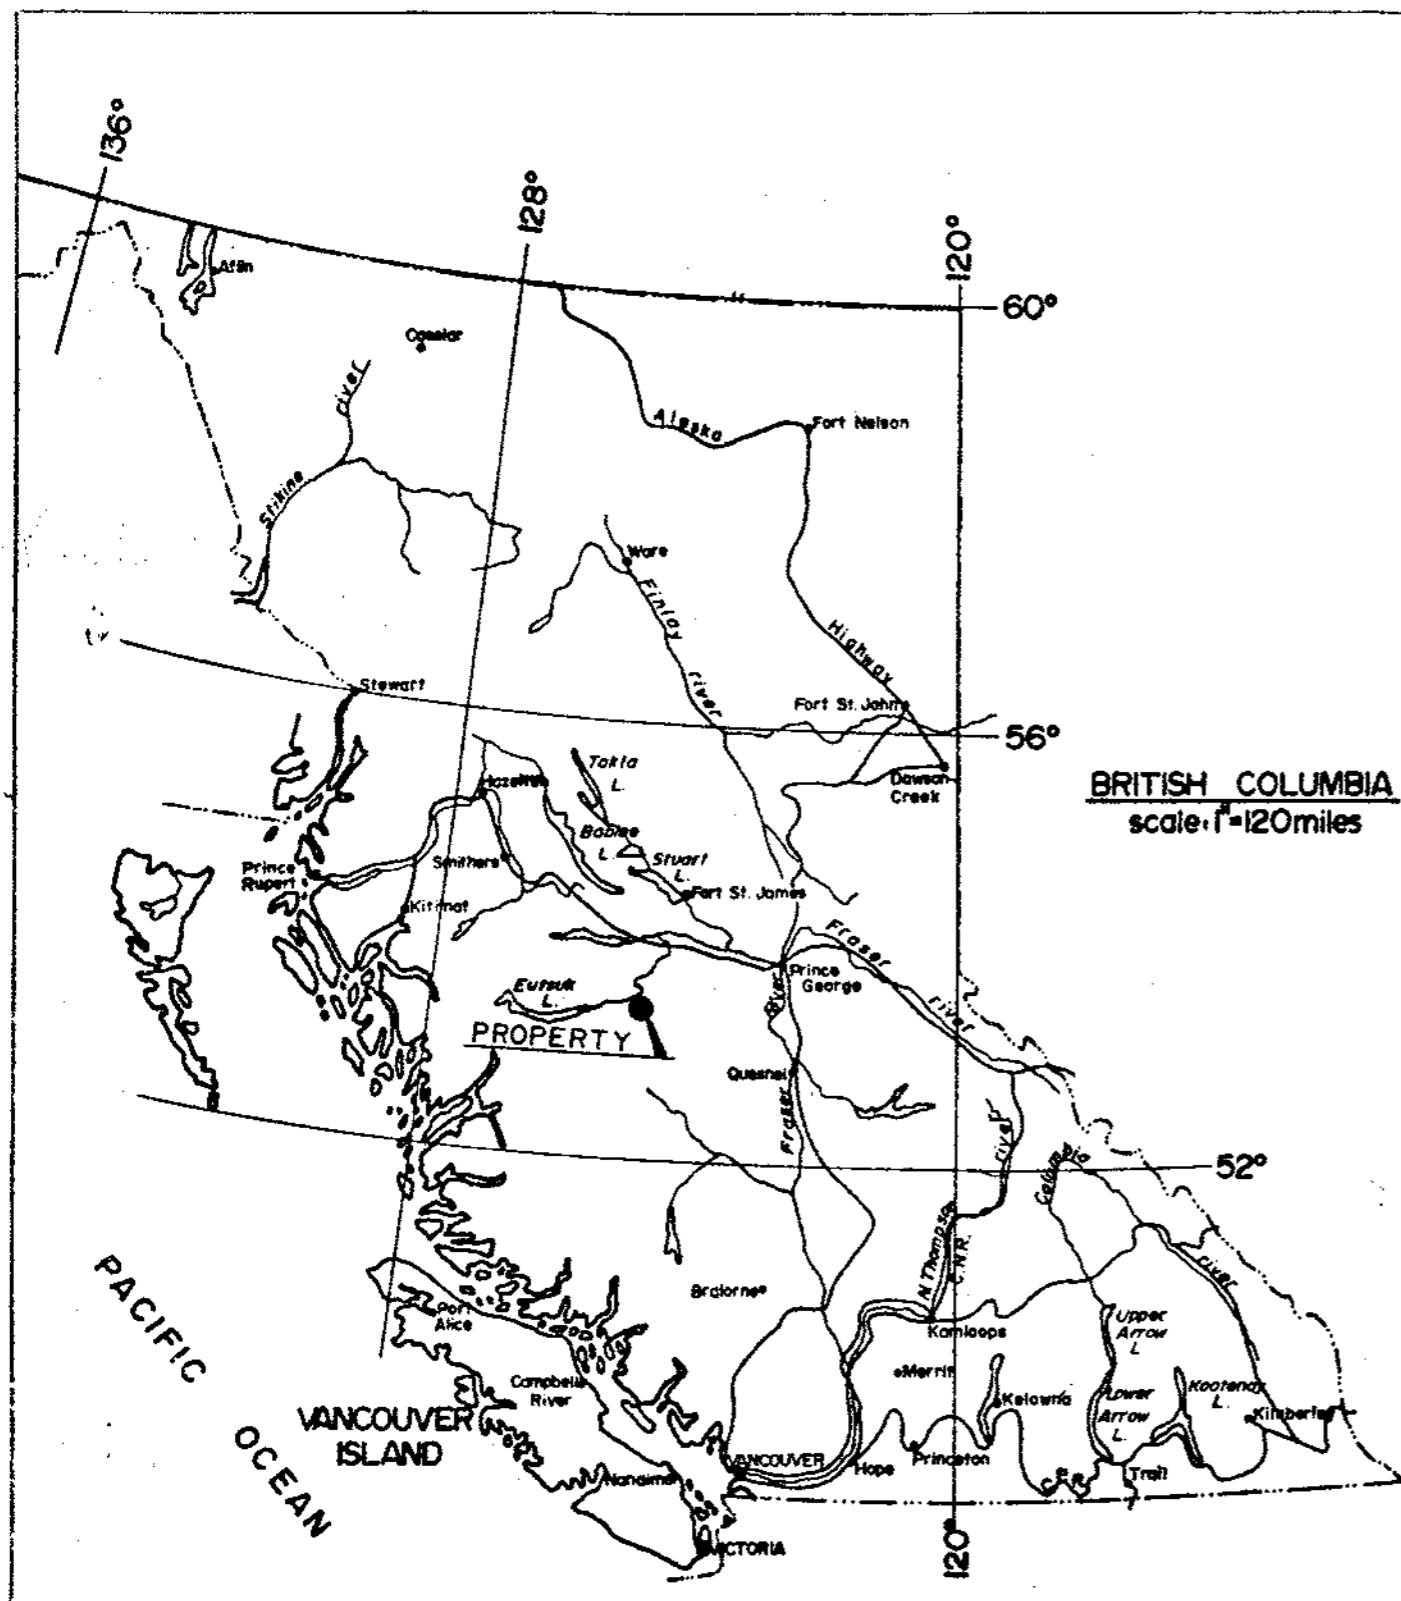 136°
128°
120°
Atlin
60°
Cassiar
river
Alaska
Fort Nelson
Stikine
Ware
Finlay
river
Highway
Stewart
Fort St. John
56°
Takla
L.
Hazelton
Dawson
Creek
BRITISH COLUMBIA
scale: 1"=120miles
Babine
L.
Stuart
L.
Smithers
Prince
Rupert
Fort St. James
Kitimat
Fraser
river
Prince
George
River
Eutsuk
L.
PROPERTY
Quesnel
Fraser
river
52°
Columbia
N. Thompson
C.N.R.
river
PACIFIC
OCEAN
Bralorne
Port
Alice
Kamloops
Upper
Arrow
L.
Merritt
Campbell
River
Kelowna
Lower
Arrow
L.
Kootenay
L.
Kimberley
VANCOUVER
ISLAND
VANCOUVER
Hope
Princeton
C.P.R.
Trail
Nanaimo
VICTORIA
120°